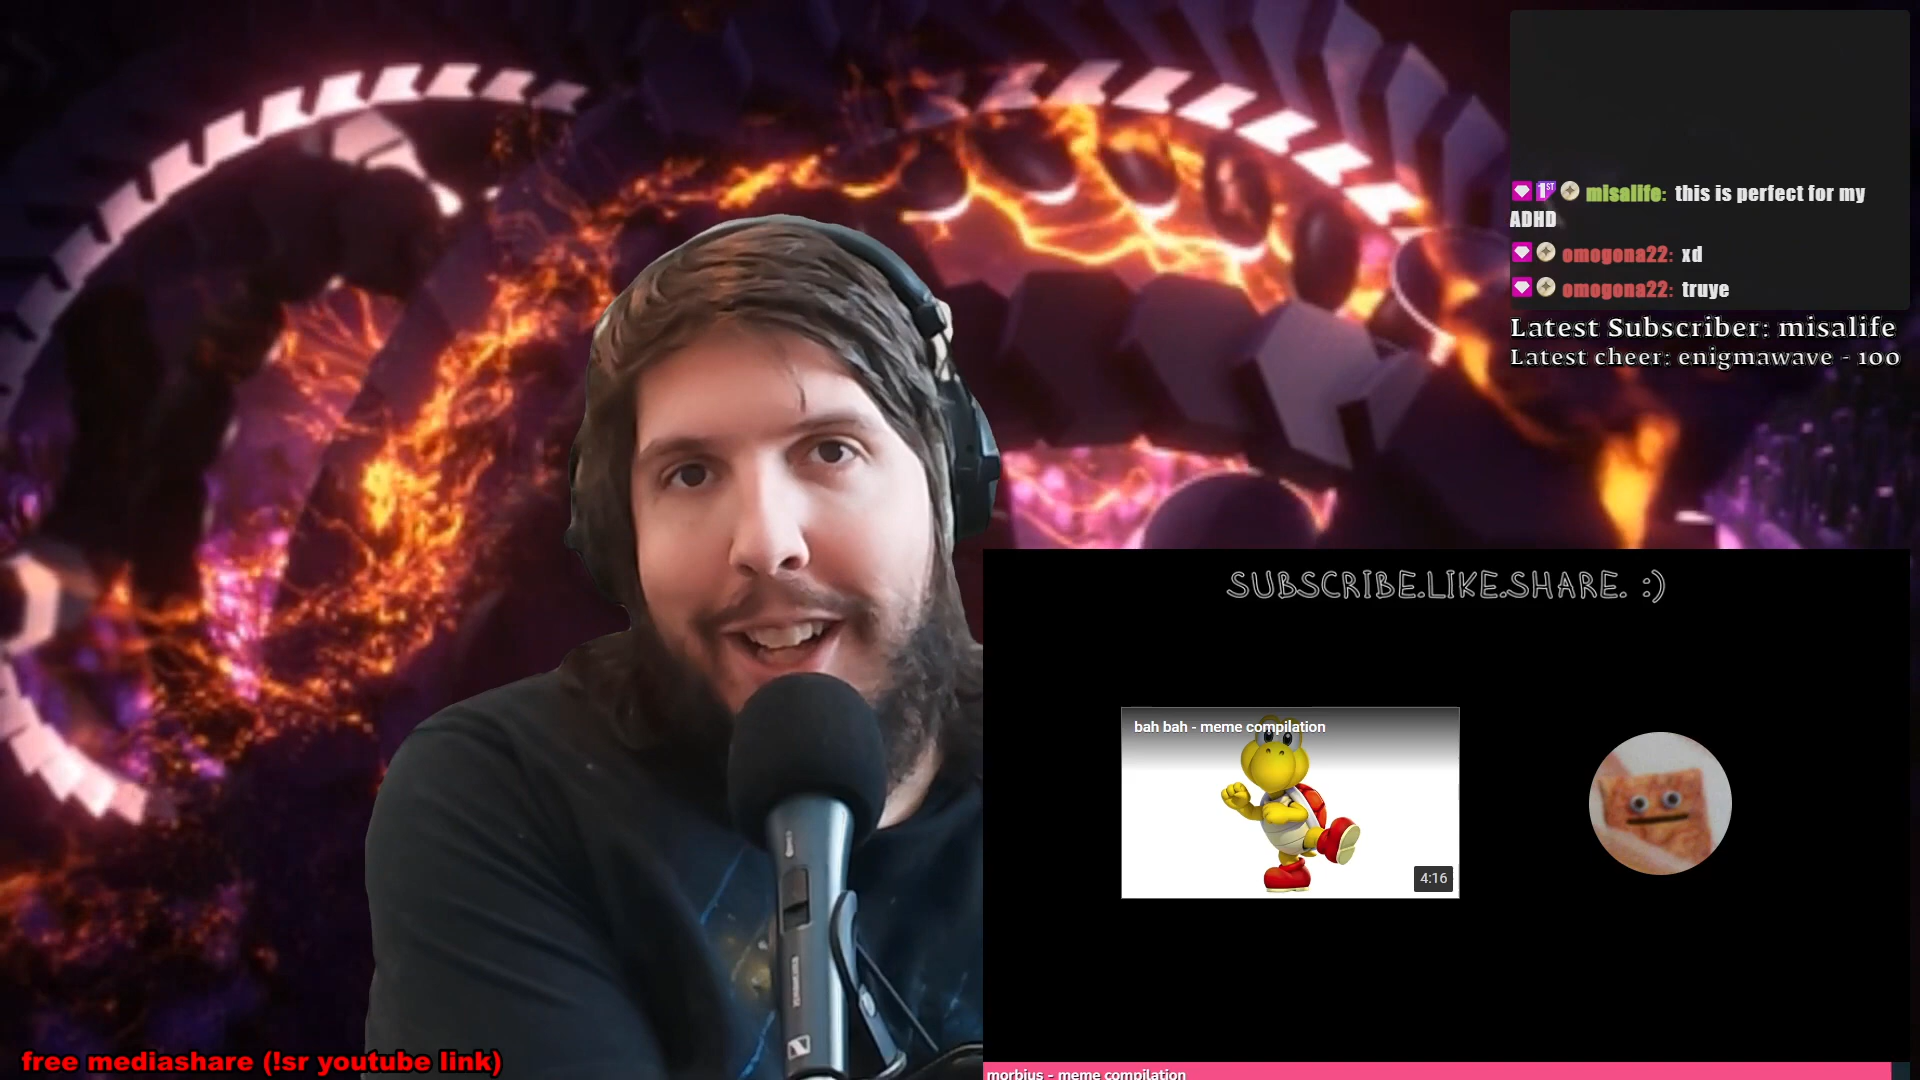 1ST misalife: this is perfect for my
ADHD
omogona22: xd
omogona22: truye
Latest Subscriber: misalife
Latest cheer: enigmawave - 100
SUBSCRIBE.LIKE.SHARE. :)
bah bah - meme compilation
4:16
free mediashare (!sr youtube link)
morbius - meme compilation